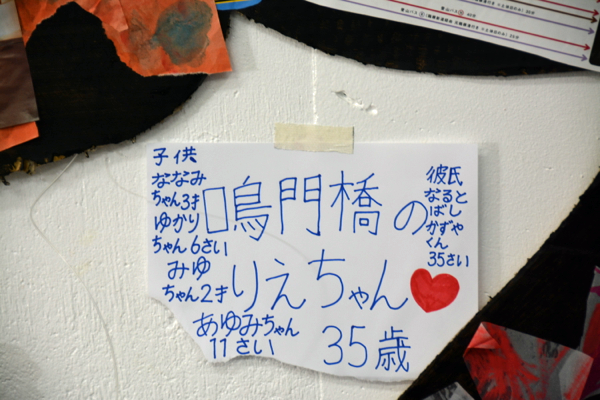 子供
ななみ
ちゃん3才
ゆかり
ちゃん6さい
みゆ
ちゃん2才
あゆみちゃん
11さい
鳴門橋の
りえちゃん
35歳
彼氏
なると
ばし
かずや
くん
35さい